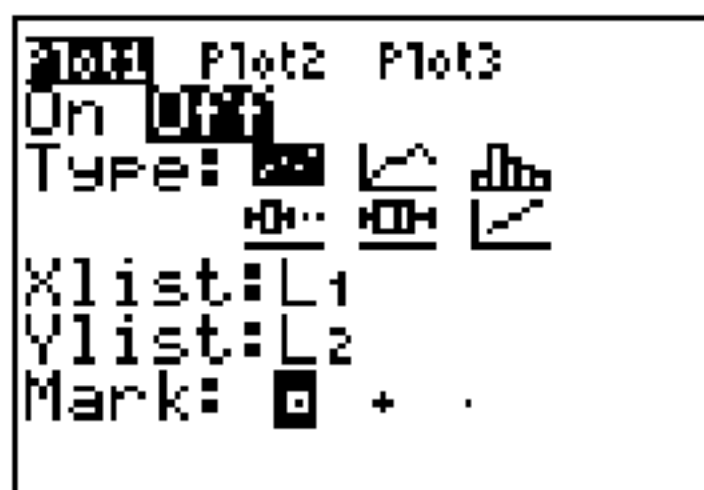 Plot1 Plot2 Plot3
On Off
Type:
Xlist:L1
Ylist:L2
Mark: + ·